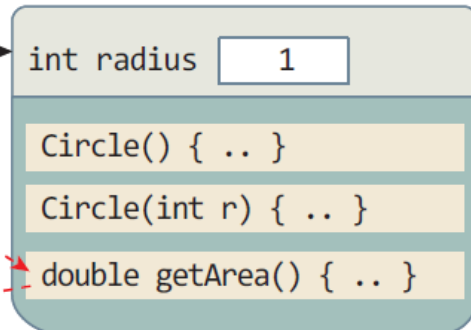 int radius 1
Circle() { .. }
Circle(int r) { .. }
double getArea() { .. }